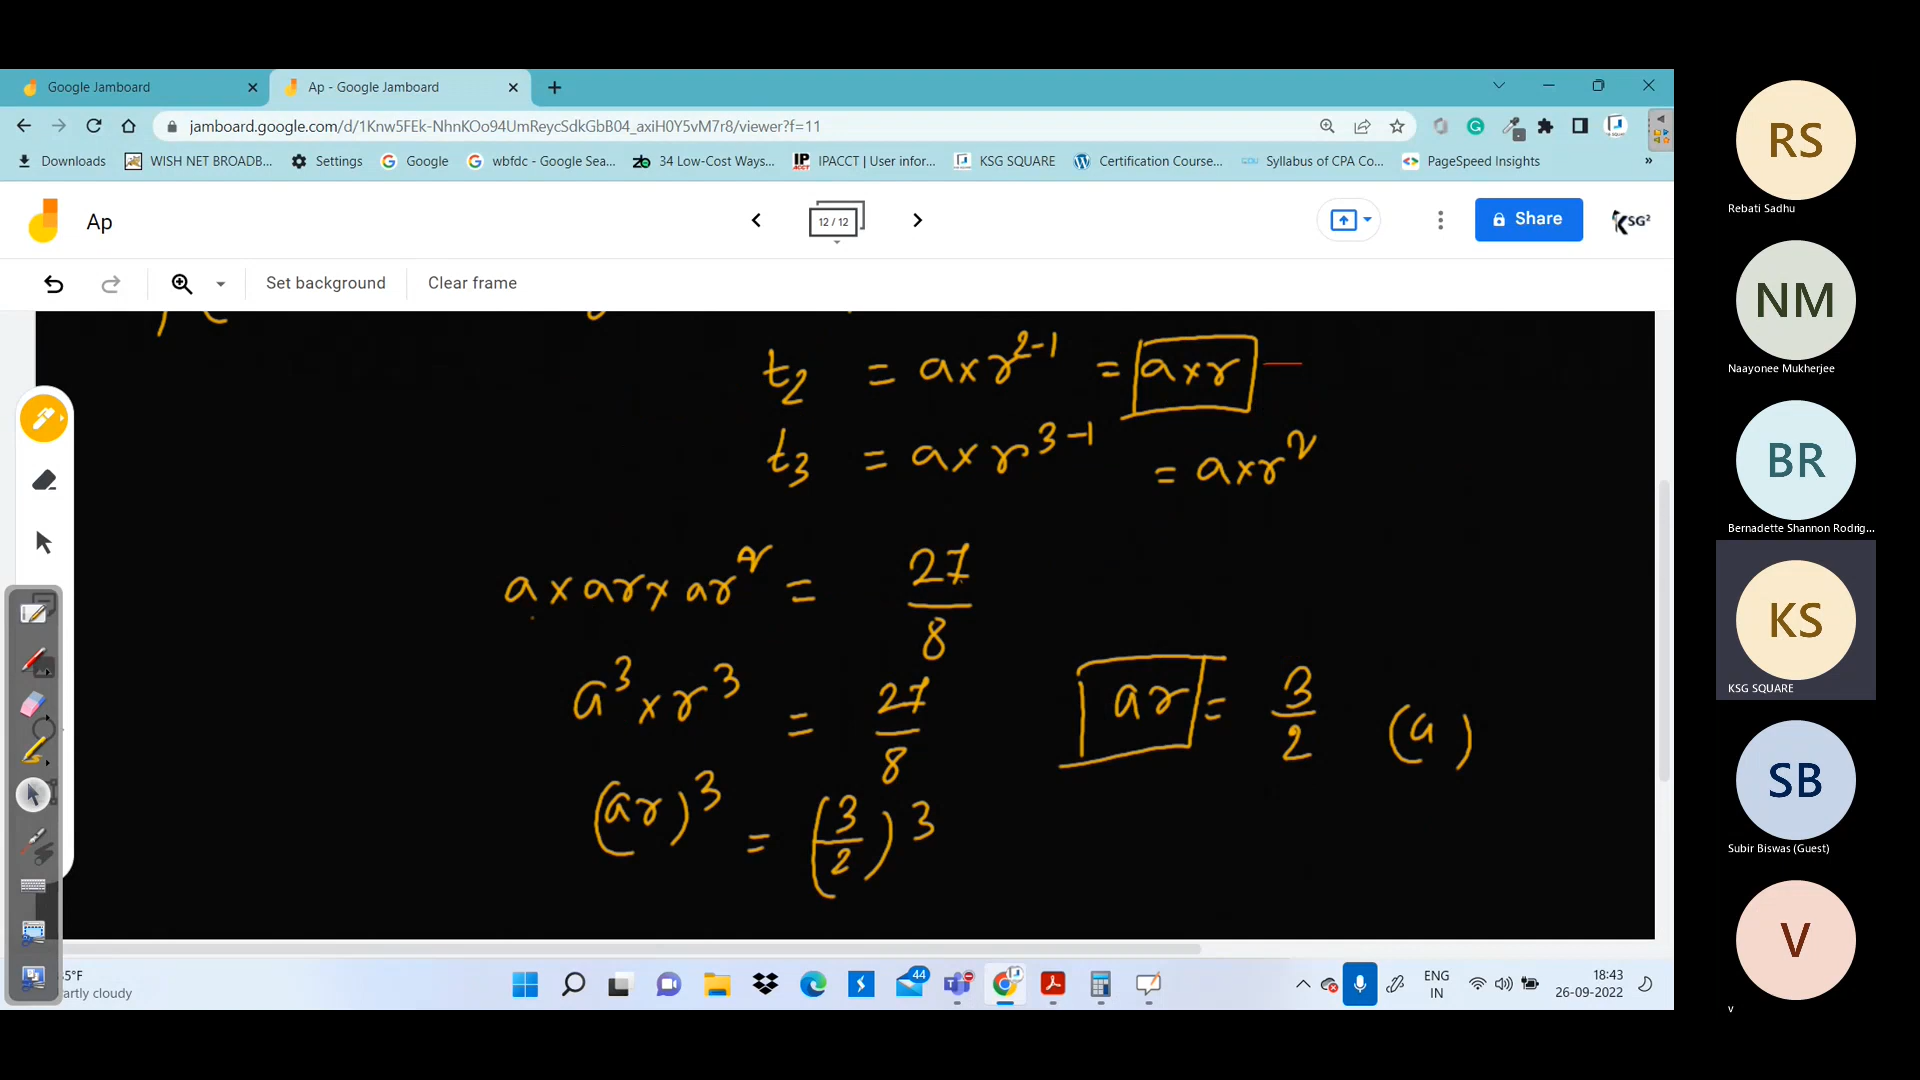 Google Jamboard
Ap - Google Jamboard
jamboard.google.com/d/1Knw5FEk-NhnKOo94UmReycSdkGbB04_axiH0Y5vM7r8/viewer?f=11
Downloads WISH NET BROADB... Settings Google wbfdc - Google Sea... 34 Low-Cost Ways... IPACCT | User infor... KSG SQUARE Certification Course... Syllabus of CPA Co... PageSpeed Insights »
Ap
12 / 12
Share
KSG²
Set background
Clear frame
t₂ = a×r²⁻¹ = a×r
t₃ = a×r³⁻¹ = a×r²
a × ar × ar² = 27/8
a³ × r³ = 27/8
ar = 3/2 (a)
(ar)³ = (3/2)³
5°F
artly cloudy
44
ENG
IN
18:43
26-09-2022
RS
Rebati Sadhu
NM
Naayonee Mukherjee
BR
Bernadette Shannon Rodrig...
KS
KSG SQUARE
SB
Subir Biswas (Guest)
V
v